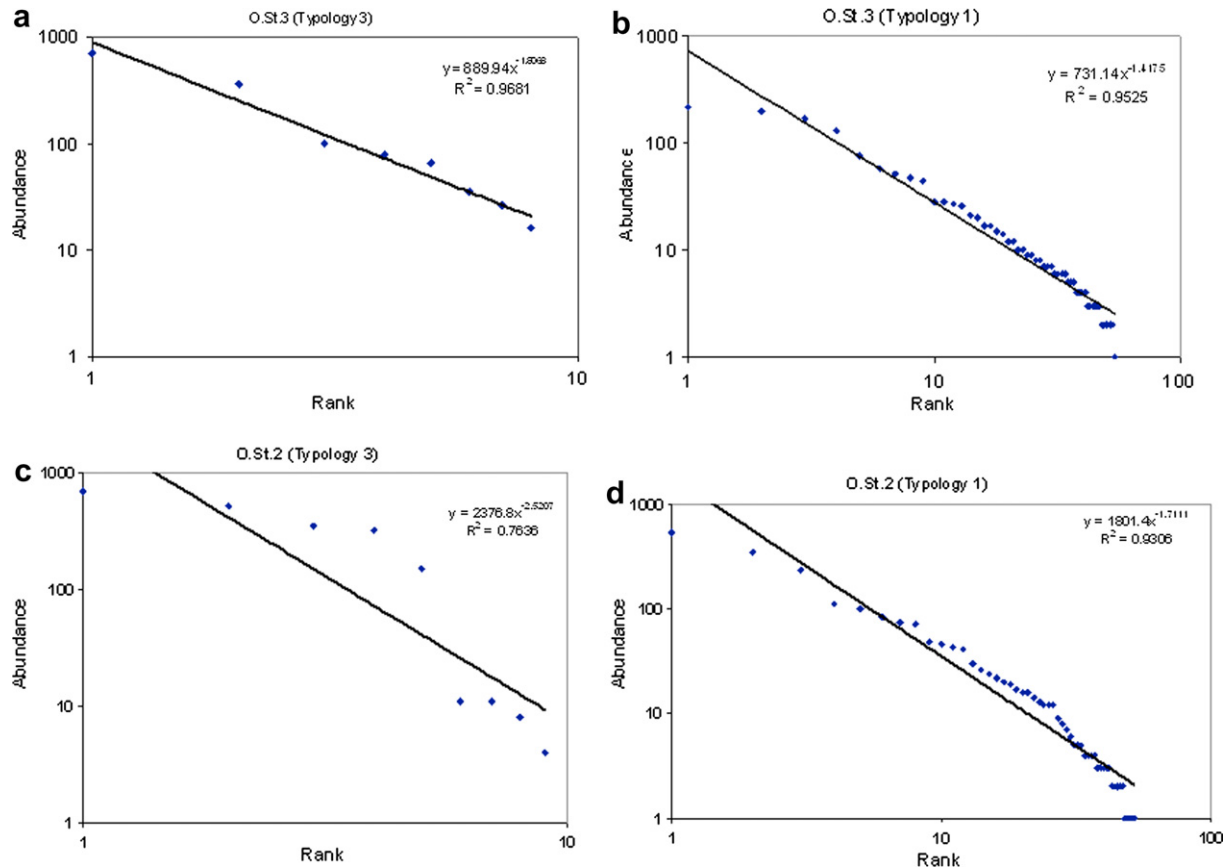 a
O.St.3 (Typology 3)
1000
100
10
1
y = 889.94x
R² = 0.9681
Abundance
1
10
Rank
b
O.St.3 (Typology 1)
1000
100
10
1
y = 731.14x^-1.4175
R² = 0.9525
Abundance
1
10
100
Rank
c
O.St.2 (Typology 3)
1000
100
10
1
y = 2376.8x^-2.5207
R² = 0.7636
Abundance
1
10
Rank
d
O.St.2 (Typology 1)
1000
100
10
1
y = 1801.4x^-1.7111
R² = 0.9306
Abundance
1
10
100
Rank